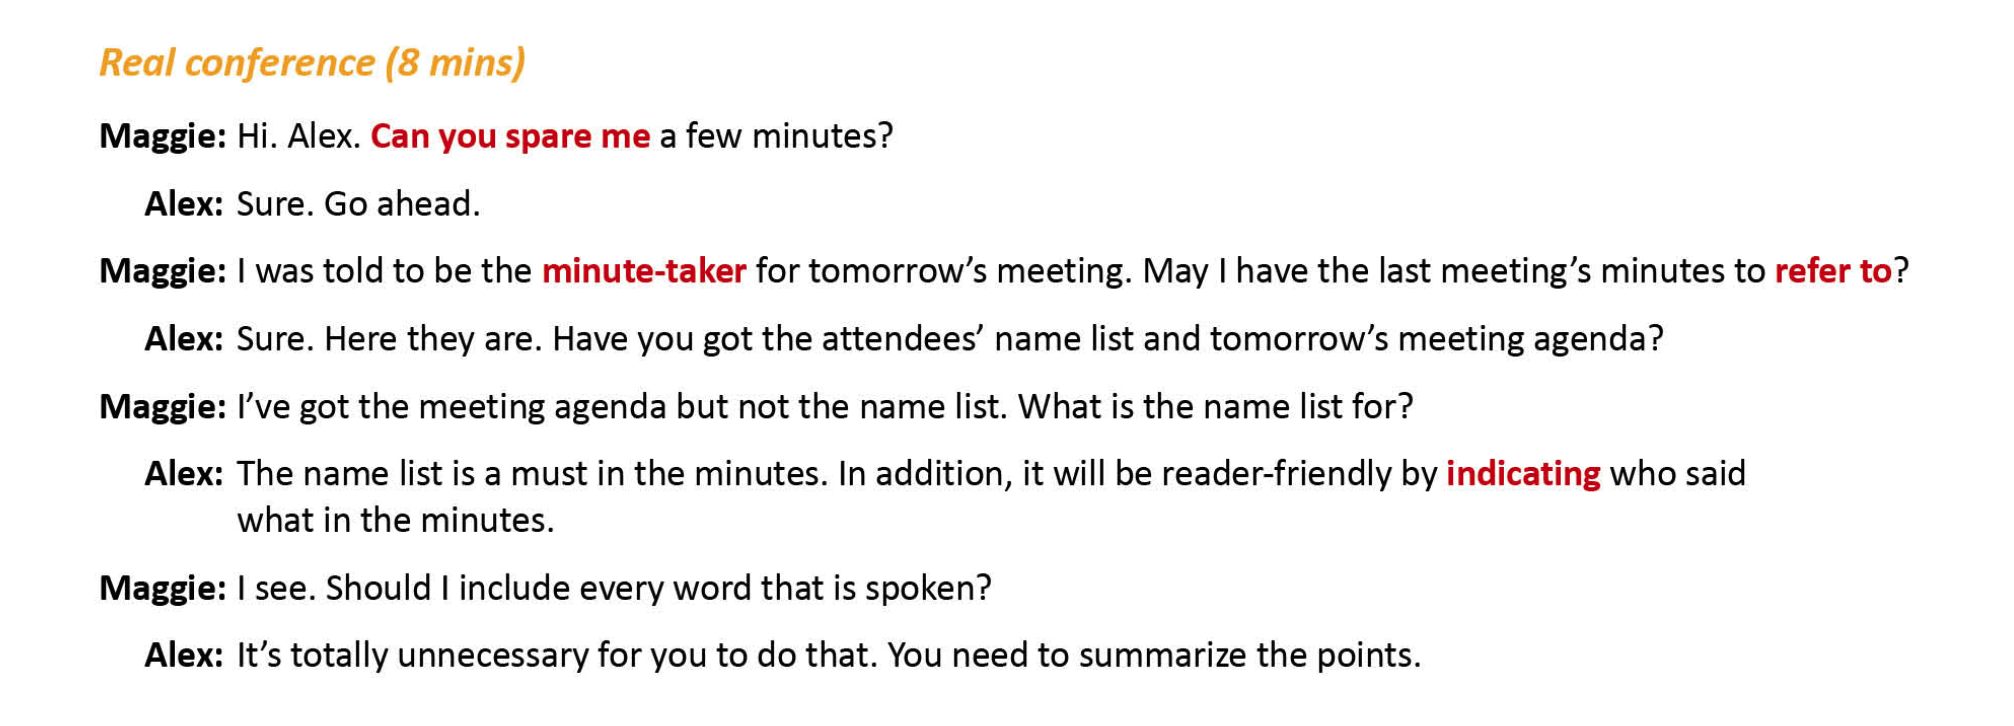 Real conference (8 mins)
Maggie: Hi. Alex. Can you spare me a few minutes?
Alex: Sure. Go ahead.
Maggie: I was told to be the minute-taker for tomorrow’s meeting. May I have the last meeting’s minutes to refer to?
Alex: Sure. Here they are. Have you got the attendees’ name list and tomorrow’s meeting agenda?
Maggie: I’ve got the meeting agenda but not the name list. What is the name list for?
Alex: The name list is a must in the minutes. In addition, it will be reader-friendly by indicating who said
what in the minutes.
Maggie: I see. Should I include every word that is spoken?
Alex: It’s totally unnecessary for you to do that. You need to summarize the points.